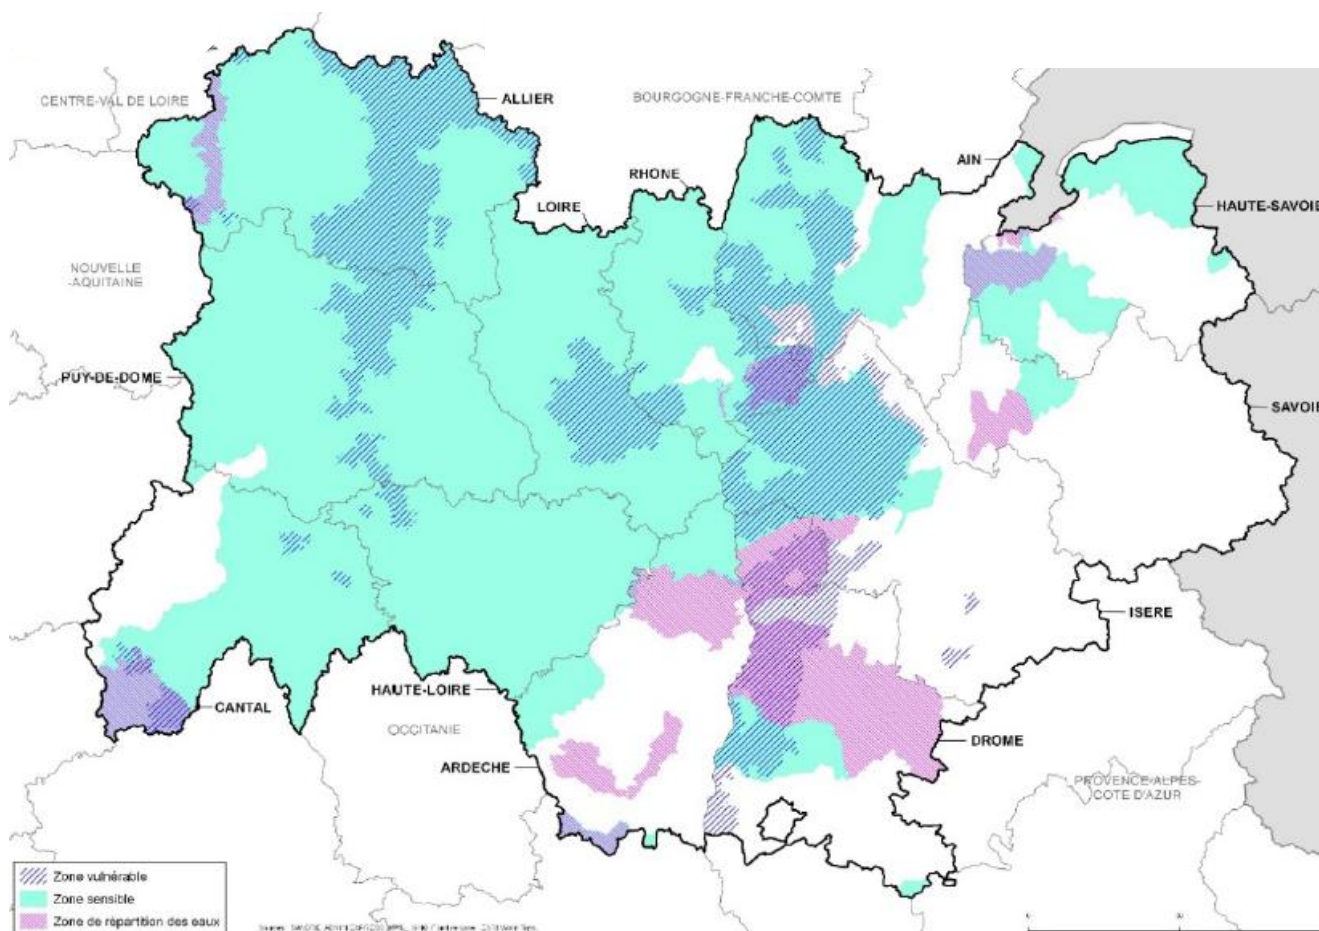 CENTRE-VAL DE LOIRE
ALLIER
BOURGOGNE-FRANCHE-COMTE
AIN
RHONE
LOIRE
HAUTE-SAVOIE
NOUVELLE
-AQUITAINE
PUY-DE-DOME
SAVOIE
ISERE
HAUTE-LOIRE
CANTAL
OCCITANIE
DROME
ARDECHE
PROVENCE-ALPES-
COTE D'AZUR
Zone vulnérable
Zone sensible
Zone de répartition des eaux